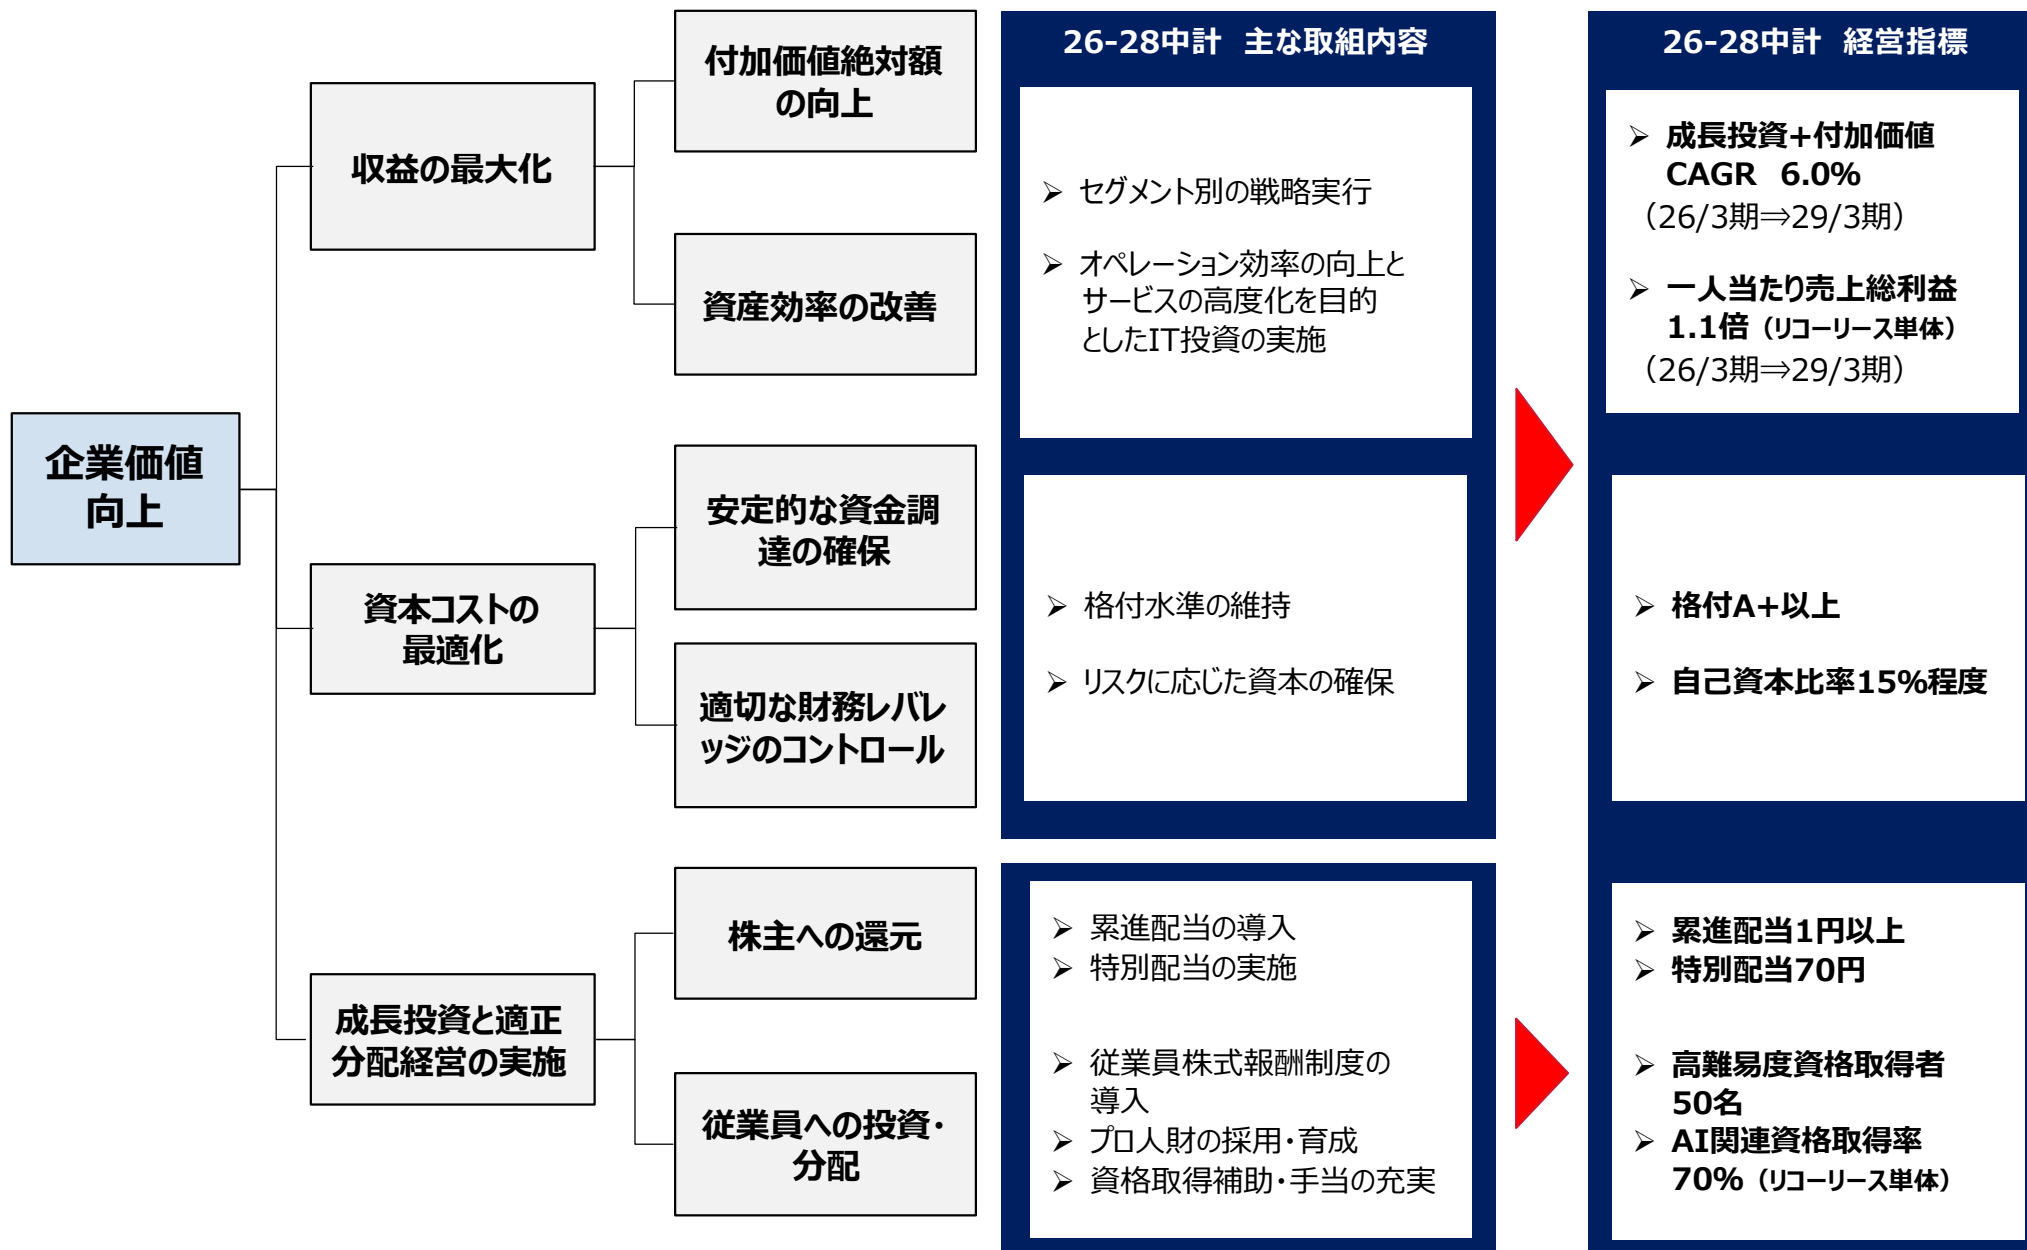 企業価値
向上
収益の最大化
付加価値絶対額
の向上
資産効率の改善
資本コストの
最適化
安定的な資金調
達の確保
適切な財務レバレ
ッジのコントロール
成長投資と適正
分配経営の実施
株主への還元
従業員への投資・
分配
26-28中計 主な取組内容
➢ セグメント別の戦略実行
➢ オペレーション効率の向上と
サービスの高度化を目的
としたIT投資の実施
➢ 格付水準の維持
➢ リスクに応じた資本の確保
➢ 累進配当の導入
➢ 特別配当の実施
➢ 従業員株式報酬制度の
導入
➢ プロ人財の採用・育成
➢ 資格取得補助・手当の充実
26-28中計 経営指標
➢ 成長投資+付加価値
CAGR 6.0%
（26/3期⇒29/3期）
➢ 一人当たり売上総利益
1.1倍（リコーリース単体）
（26/3期⇒29/3期）
➢ 格付A+以上
➢ 自己資本比率15%程度
➢ 累進配当1円以上
➢ 特別配当70円
➢ 高難易度資格取得者
50名
➢ AI関連資格取得率
70%（リコーリース単体）